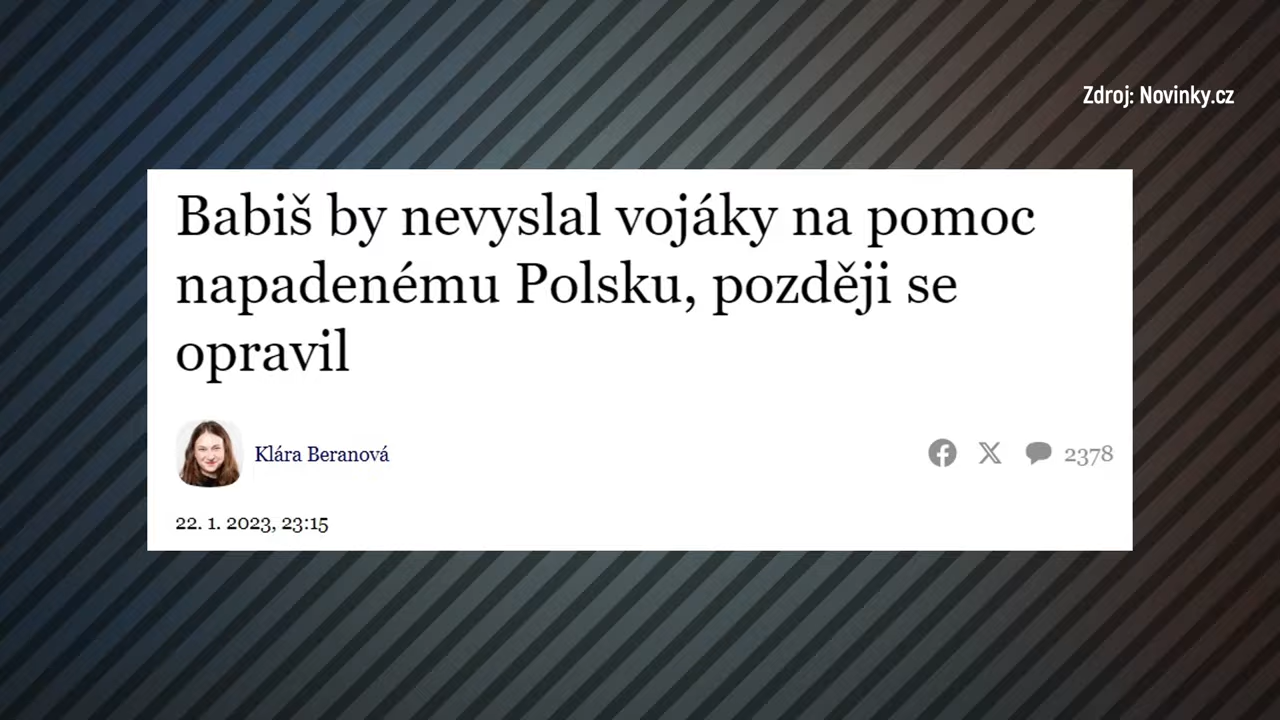 Zdroj: Novinky.cz
Babiš by nevyslal vojáky na pomoc
napadenému Polsku, později se
opravil
Klára Beranová
2378
22. 1. 2023, 23:15